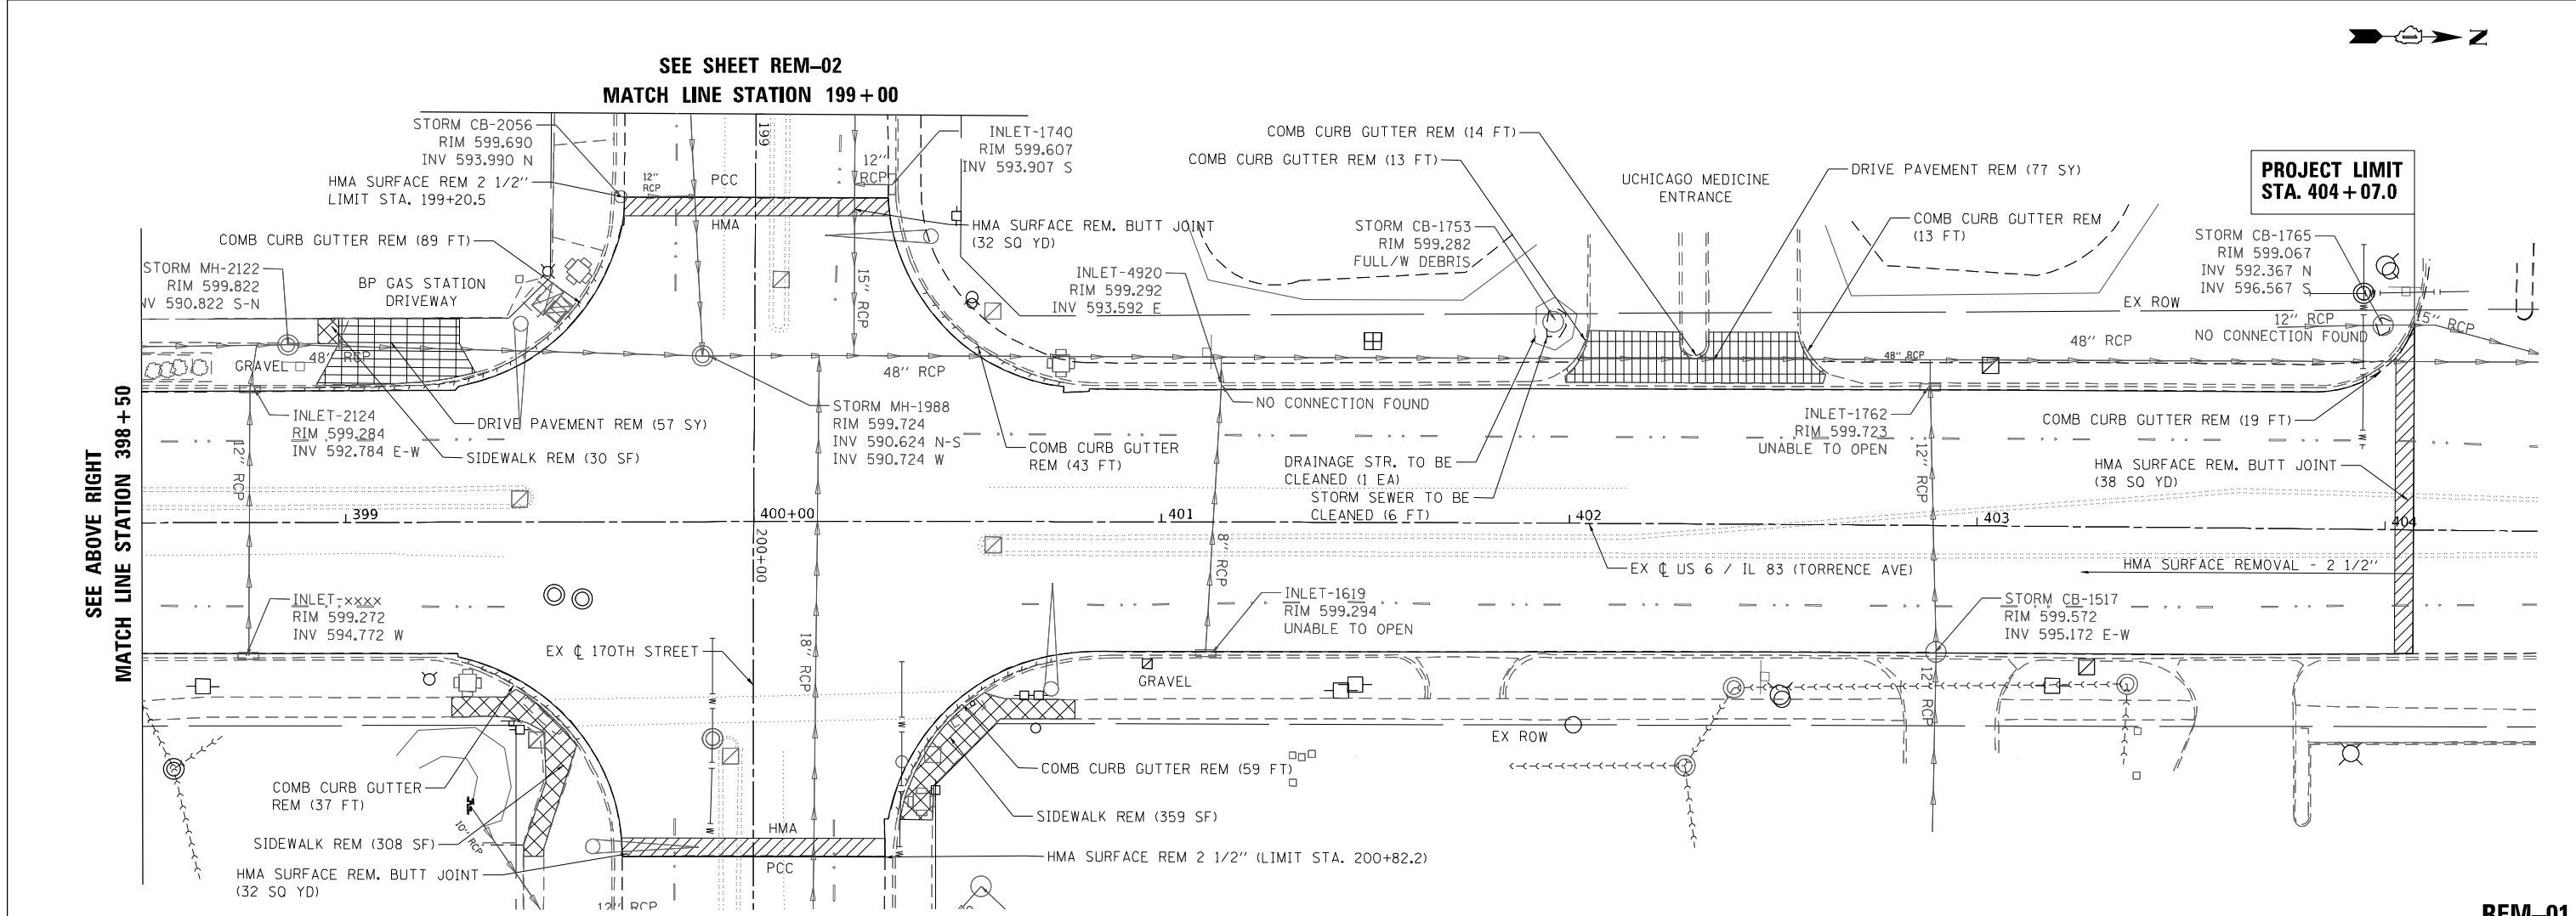 N
SEE SHEET REM-02
MATCH LINE STATION 199+00
STORM CB-2056
RIM 599.690
INV 593.990 N
HMA SURFACE REM 2 1/2"
LIMIT STA. 199+20.5
COMB CURB GUTTER REM (89 FT)
STORM MH-2122
RIM 599.822
INV 590.822 S-N
BP GAS STATION
DRIVEWAY
GRAVEL
48" RCP
12"
RCP
PCC
HMA
199
12"
RCP
15" RCP
INLET-1740
RIM 599.607
INV 593.907 S
HMA SURFACE REM. BUTT JOINT
(32 SQ YD)
INLET-4920
RIM 599.292
INV 593.592 E
COMB CURB GUTTER REM (14 FT)
COMB CURB GUTTER REM (13 FT)
STORM CB-1753
RIM 599.282
FULL/W DEBRIS
UCHICAGO MEDICINE
ENTRANCE
DRIVE PAVEMENT REM (77 SY)
COMB CURB GUTTER REM
(13 FT)
PROJECT LIMIT
STA. 404+07.0
STORM CB-1765
RIM 599.067
INV 592.367 N
INV 596.567 S
EX ROW
12" RCP
NO CONNECTION FOUND
15" RCP
48" RCP
48" RCP
48" RCP
INLET-2124
RIM 599.284
INV 592.784 E-W
12" RCP
DRIVE PAVEMENT REM (57 SY)
SIDEWALK REM (30 SF)
STORM MH-1988
RIM 599.724
INV 590.624 N-S
INV 590.724 W
COMB CURB GUTTER
REM (43 FT)
NO CONNECTION FOUND
DRAINAGE STR. TO BE
CLEANED (1 EA)
STORM SEWER TO BE
CLEANED (6 FT)
INLET-1762
RIM 599.723
UNABLE TO OPEN
12" RCP
COMB CURB GUTTER REM (19 FT)
HMA SURFACE REM. BUTT JOINT
(38 SQ YD)
SEE ABOVE RIGHT
MATCH LINE STATION 398+50
399
400+00
401
402
403
404
200+00
8" RCP
EX ℄ US 6 / IL 83 (TORRENCE AVE)
HMA SURFACE REMOVAL - 2 1/2"
INLET-xxxx
RIM 599.272
INV 594.772 W
EX ℄ 170TH STREET
18" RCP
INLET-1619
RIM 599.294
UNABLE TO OPEN
STORM CB-1517
RIM 599.572
INV 595.172 E-W
GRAVEL
12" RCP
EX ROW
COMB CURB GUTTER
REM (37 FT)
COMB CURB GUTTER REM (59 FT)
SIDEWALK REM (308 SF)
10" RCP
SIDEWALK REM (359 SF)
HMA
PCC
HMA SURFACE REM. BUTT JOINT
(32 SQ YD)
HMA SURFACE REM 2 1/2" (LIMIT STA. 200+82.2)
12" RCP
REM-01